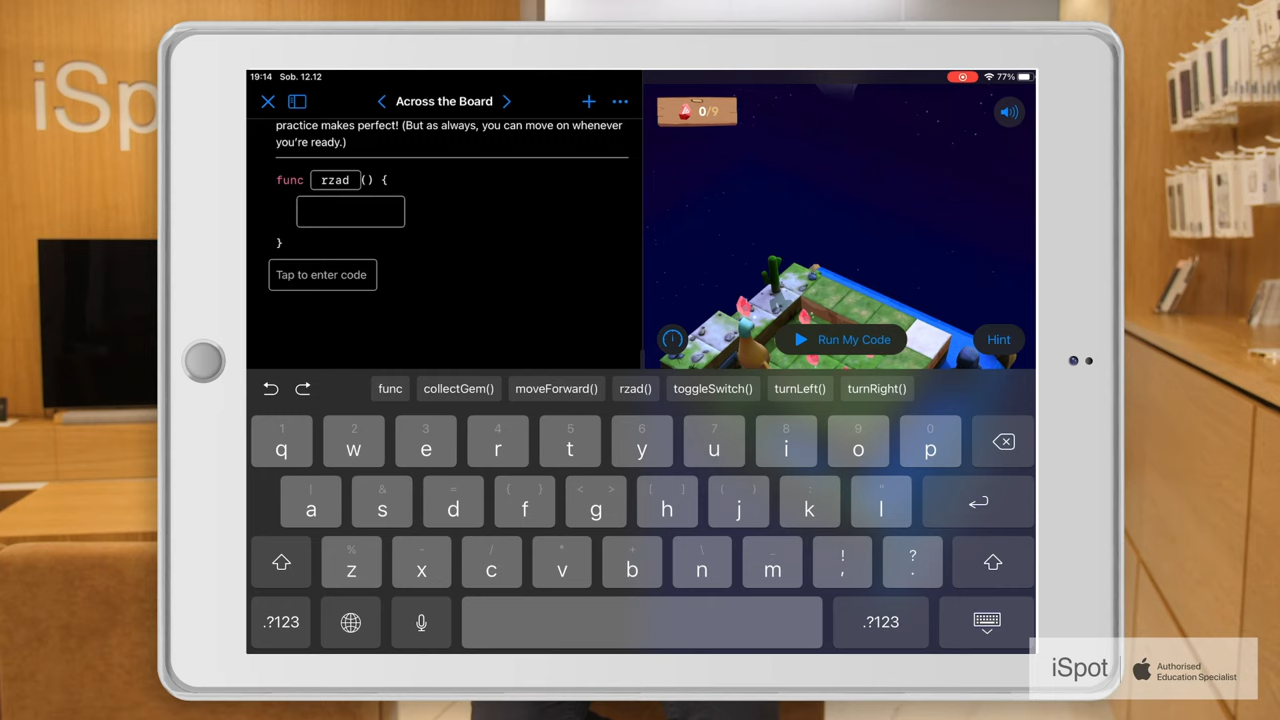 iSp
19:14 Sob. 12.12
77%
Across the Board
0/9
practice makes perfect! (But as always, you can move on whenever
you're ready.)
func rzad () {
}
Tap to enter code
Run My Code
Hint
func collectGem() moveForward() rzad() toggleSwitch() turnLeft() turnRight()
1 2 3 4 5 6 7 8 9 0
q w e r t y u i o p
| & = { } < > [ ] ( ) : "
a s d f g h j k l
% - / * + \ _ ! ?
z x c v b n m , .
.?123 .?123
iSpot Authorised
Education Specialist